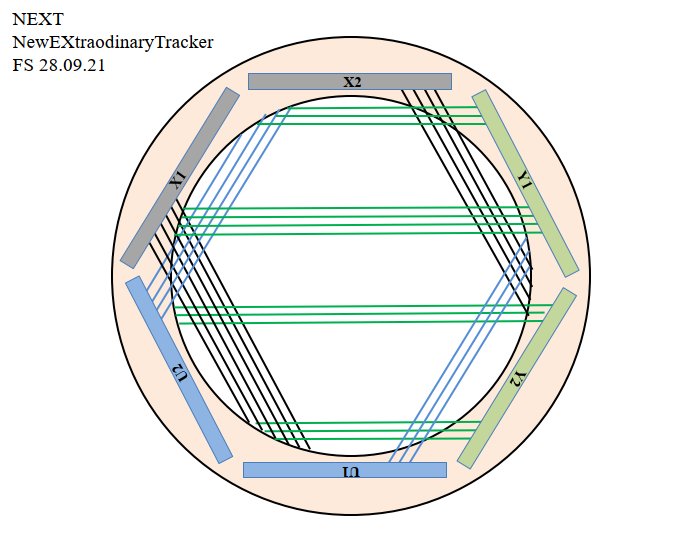 NEXT
NewEXtraodinaryTracker
FS 28.09.21
X2
X1
Y1
U2
Y2
U1